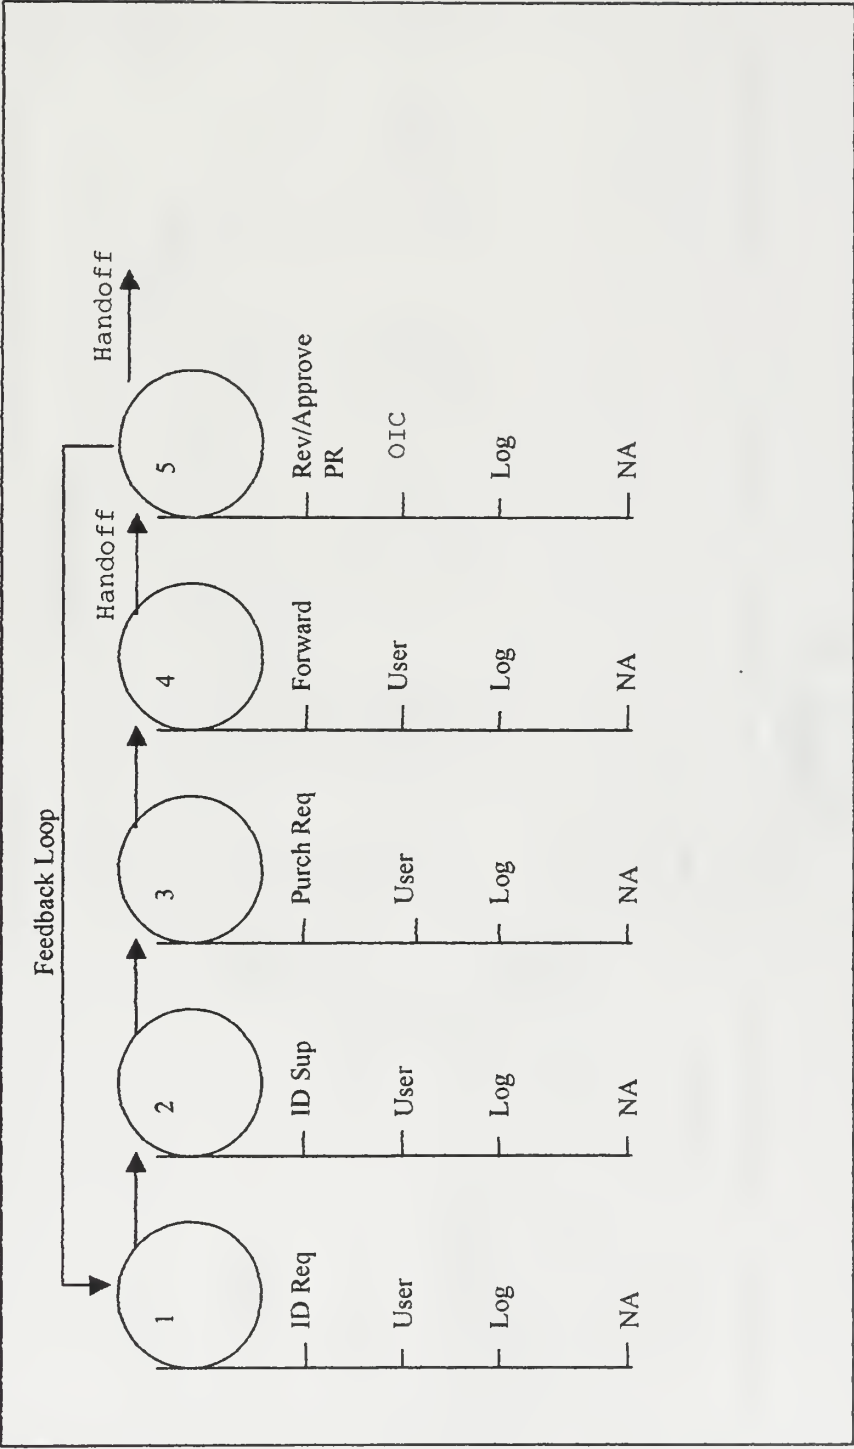 Feedback Loop
Handoff
Handoff
1
2
3
4
5
ID Req
ID Sup
Purch Req
Forward
Rev/Approve
PR
User
User
User
User
OIC
Log
Log
Log
Log
Log
NA
NA
NA
NA
NA